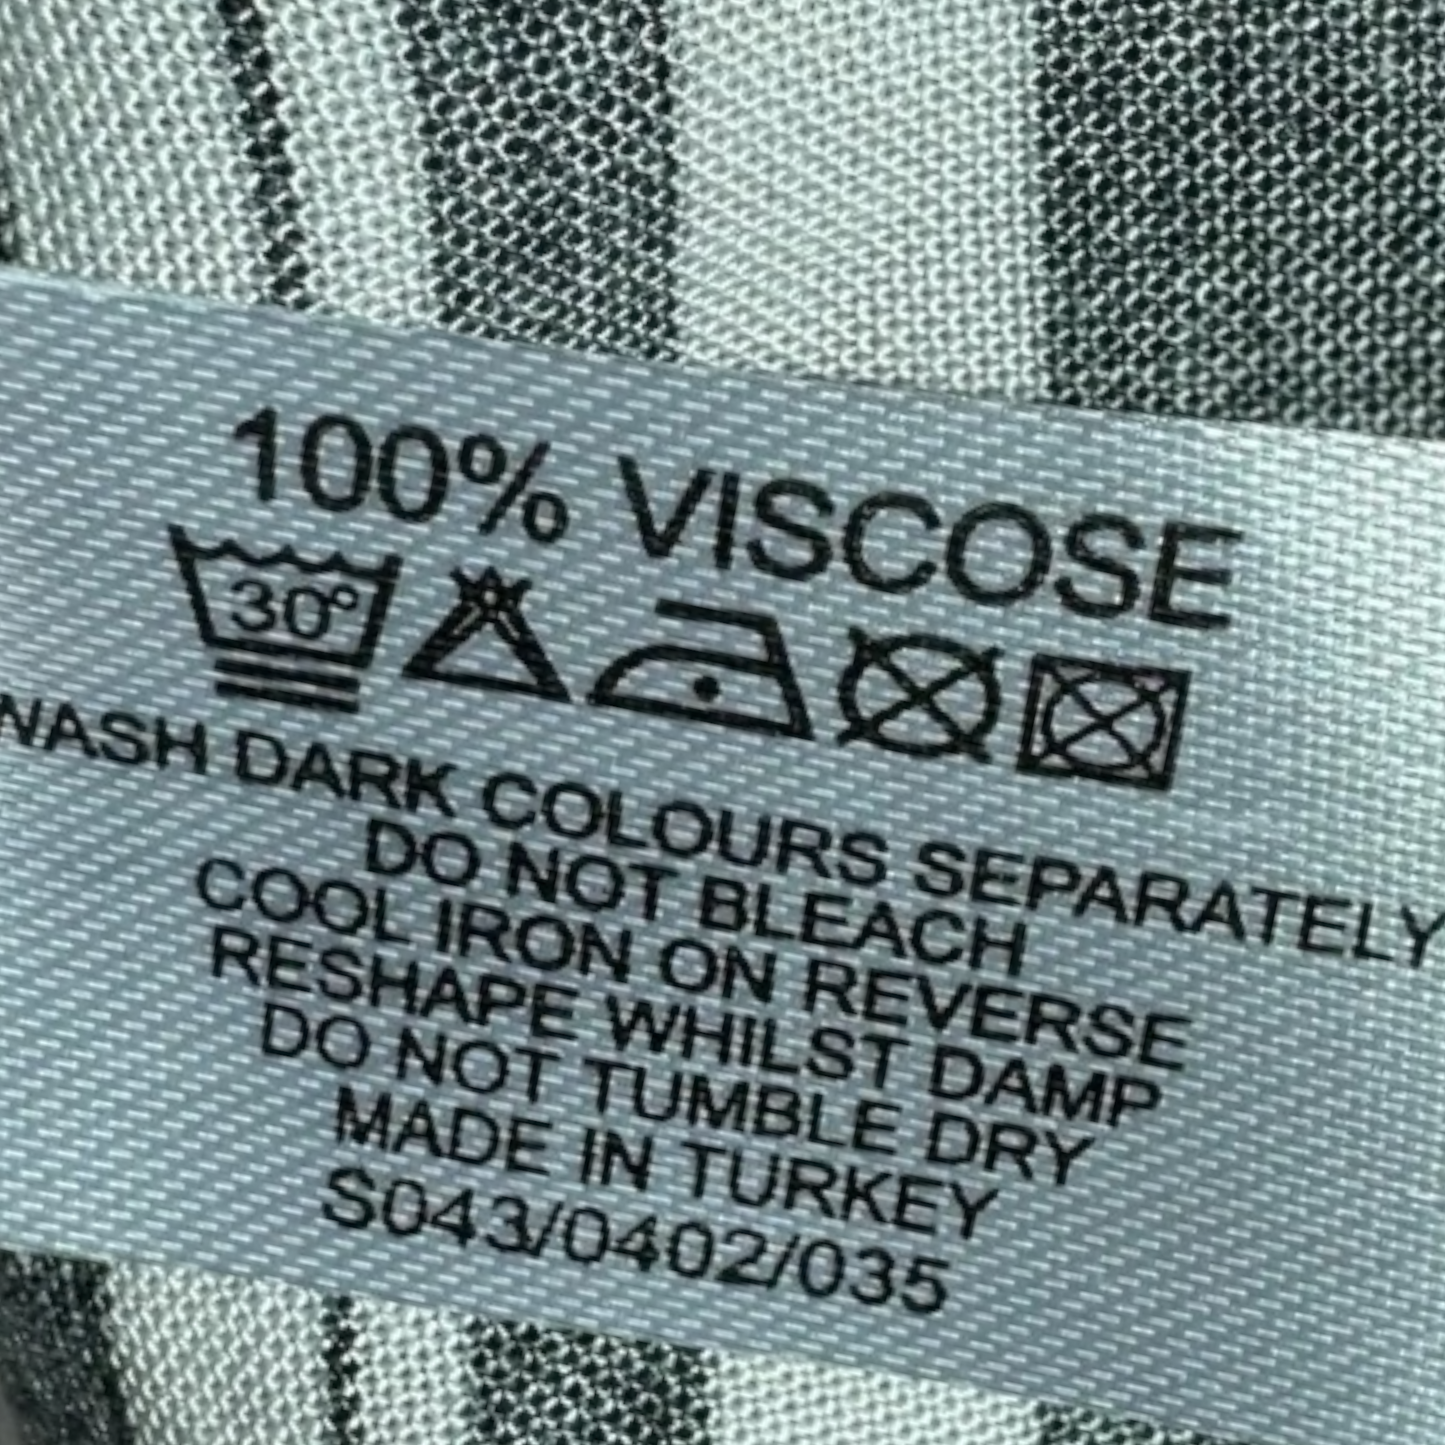 100% VISCOSE
30°
WASH DARK COLOURS SEPARATELY
DO NOT BLEACH
COOL IRON ON REVERSE
RESHAPE WHILST DAMP
DO NOT TUMBLE DRY
MADE IN TURKEY
S043/0402/035